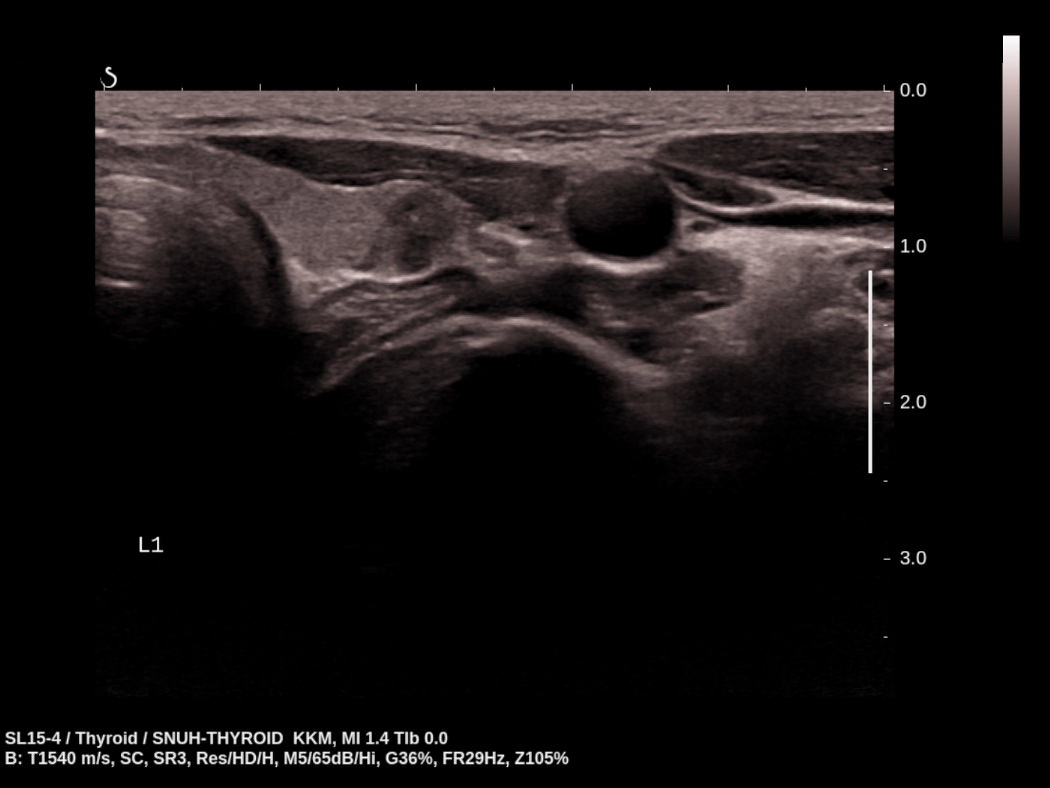 S
0.0
1.0
2.0
L1
3.0
SL15-4 / Thyroid / SNUH-THYROID KKM, MI 1.4 TIb 0.0
B: T1540 m/s, SC, SR3, Res/HD/H, M5/65dB/Hi, G36%, FR29Hz, Z105%